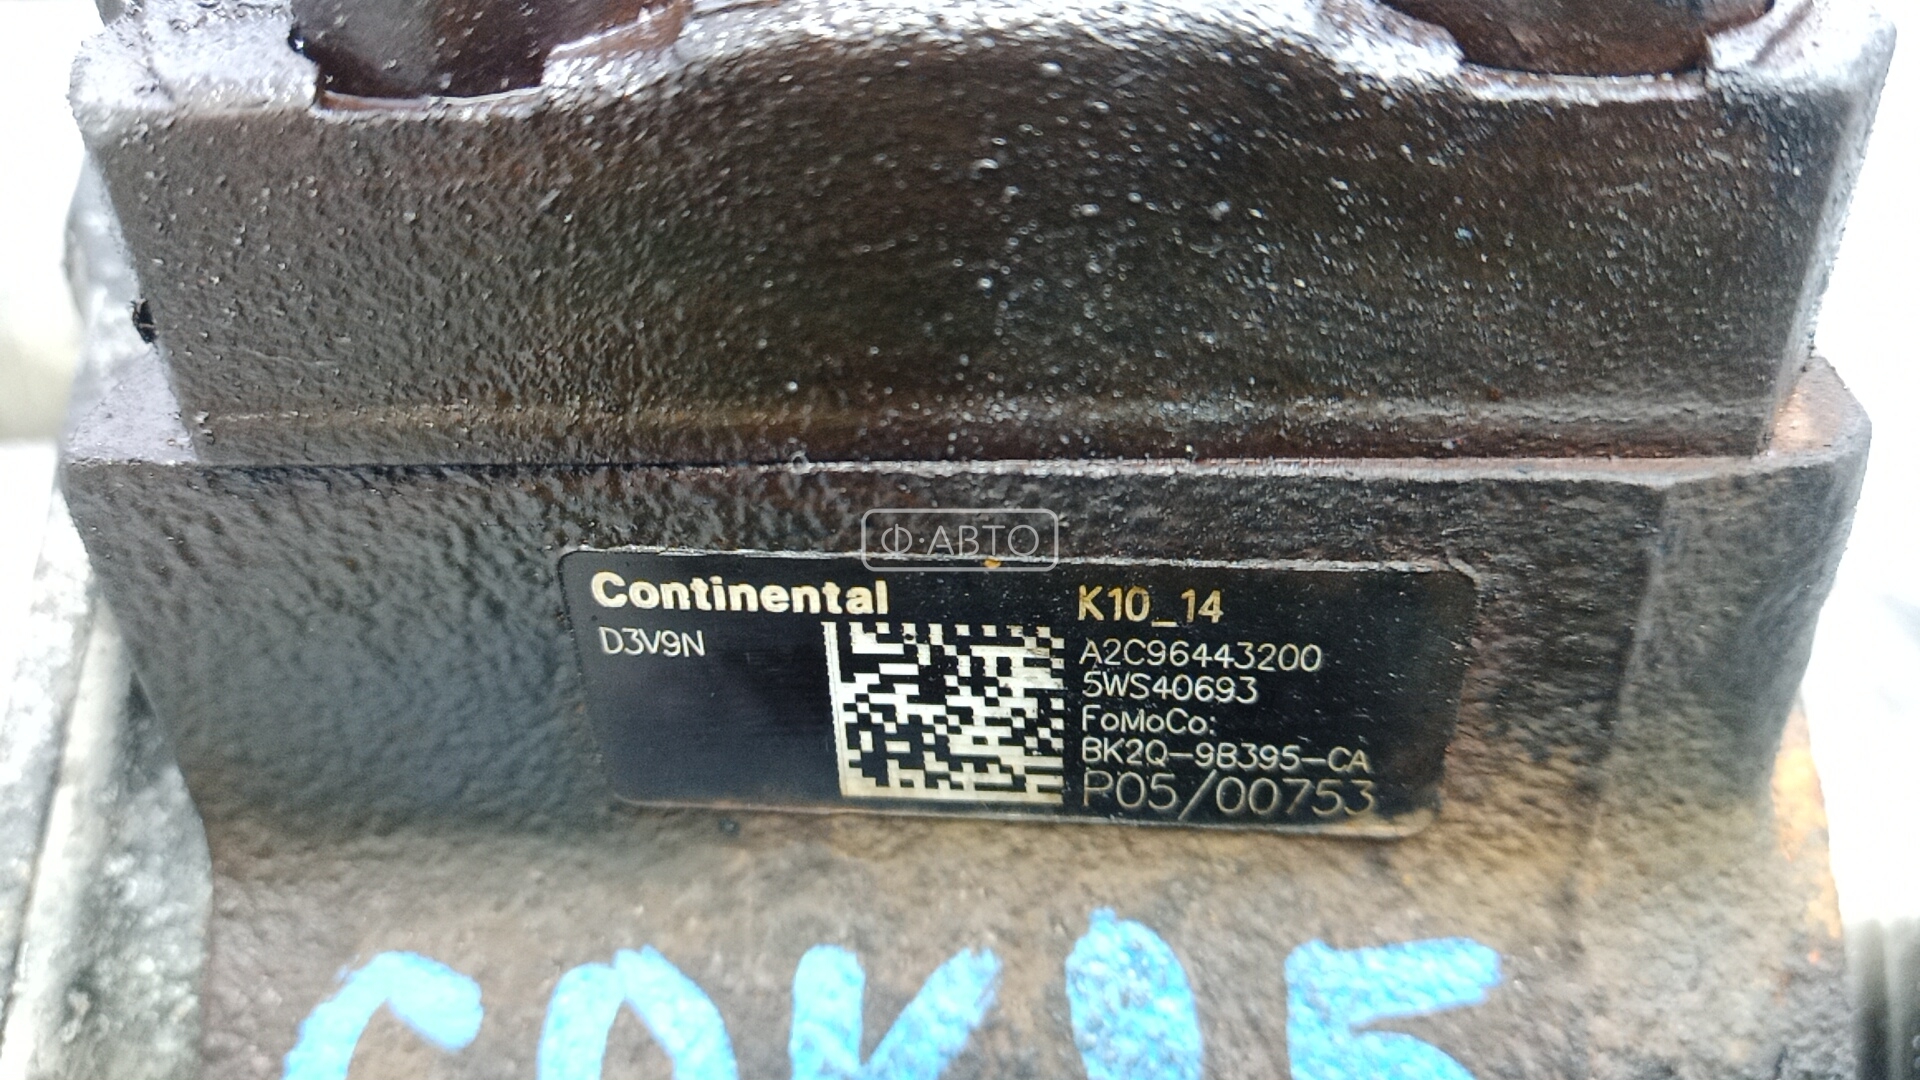 Ф·АВТО
Continental
D3V9N
K10_14
A2C96443200
5WS40693
FoMoCo:
BK2Q-9B395-CA
P05/00753